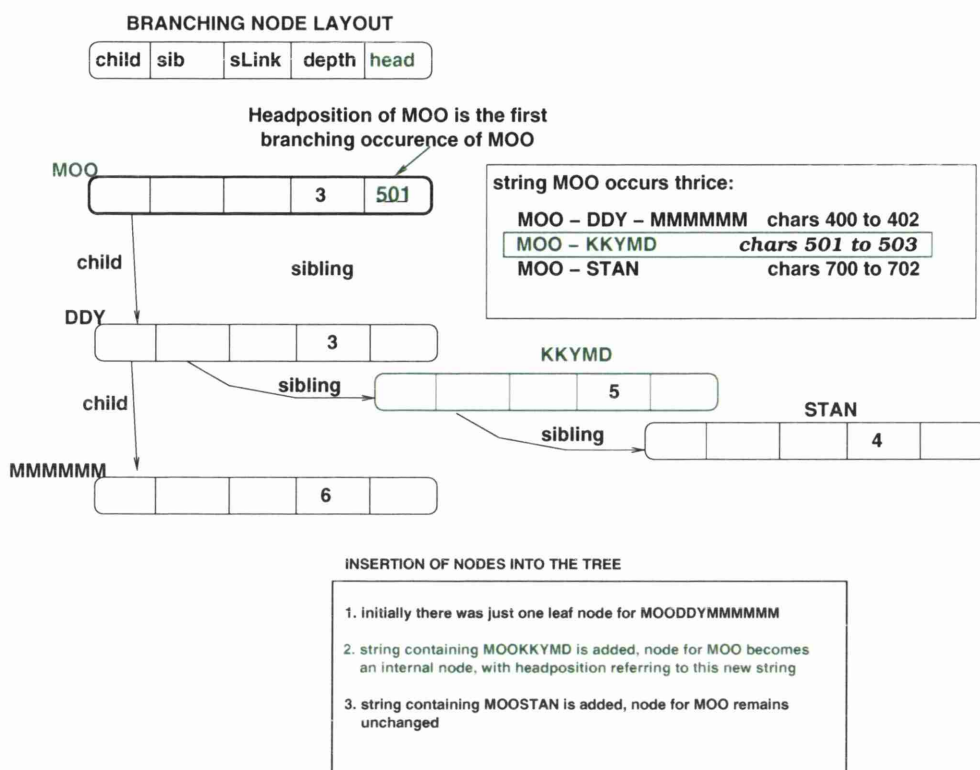 BRANCHING NODE LAYOUT
child sib sLink depth head
Headposition of MOO is the first
branching occurence of MOO
MOO
3 501
string MOO occurs thrice:
MOO – DDY – MMMMMM chars 400 to 402
MOO – KKYMD chars 501 to 503
MOO – STAN chars 700 to 702
child
sibling
DDY
3
KKYMD
sibling
5
child
STAN
sibling
4
MMMMMM
6
INSERTION OF NODES INTO THE TREE
1. initially there was just one leaf node for MOODDYMMMMMM
2. string containing MOOKKYMD is added, node for MOO becomes
an internal node, with headposition referring to this new string
3. string containing MOOSTAN is added, node for MOO remains
unchanged